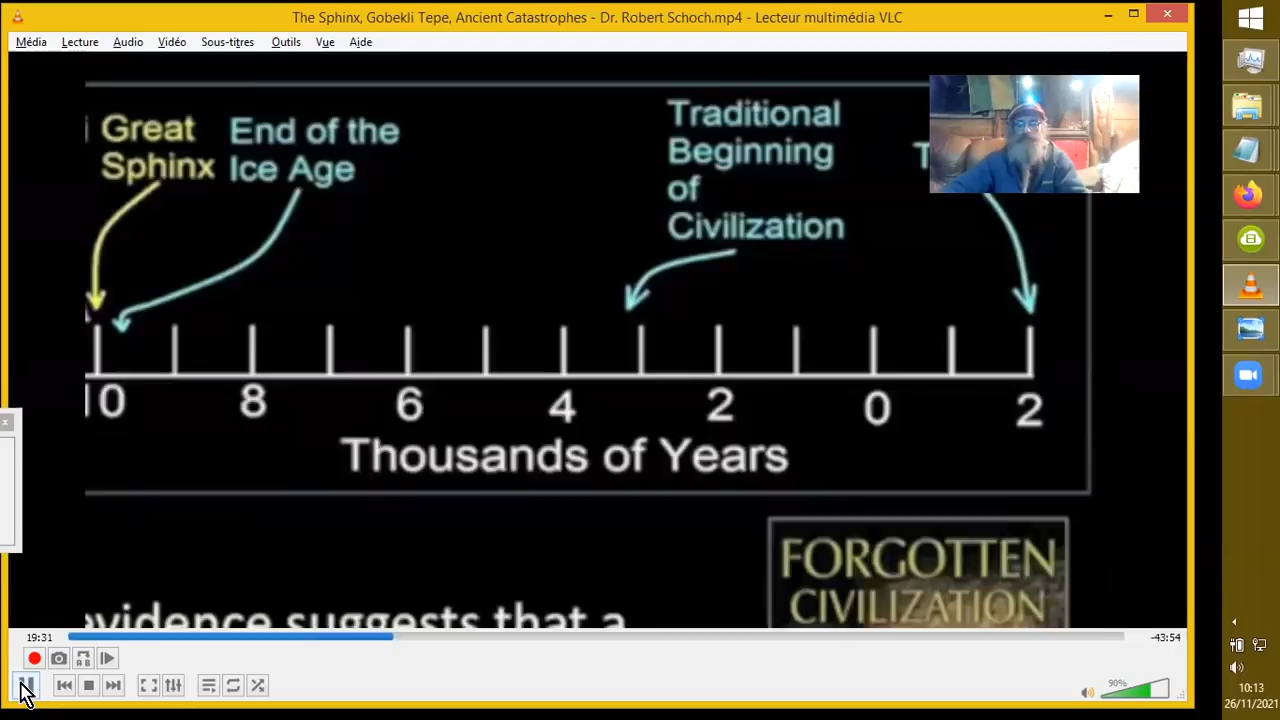 The Sphinx, Gobekli Tepe, Ancient Catastrophes - Dr. Robert Schoch.mp4 - Lecteur multimédia VLC
Média Lecture Audio Vidéo Sous-titres Outils Vue Aide
Great
Sphinx
End of the
Ice Age
Traditional
Beginning
of
Civilization
10 8 6 4 2 0 2
Thousands of Years
FORGOTTEN
CIVILIZATION
evidence suggests that a
19:31
-43:54
90%
10:13
26/11/2021